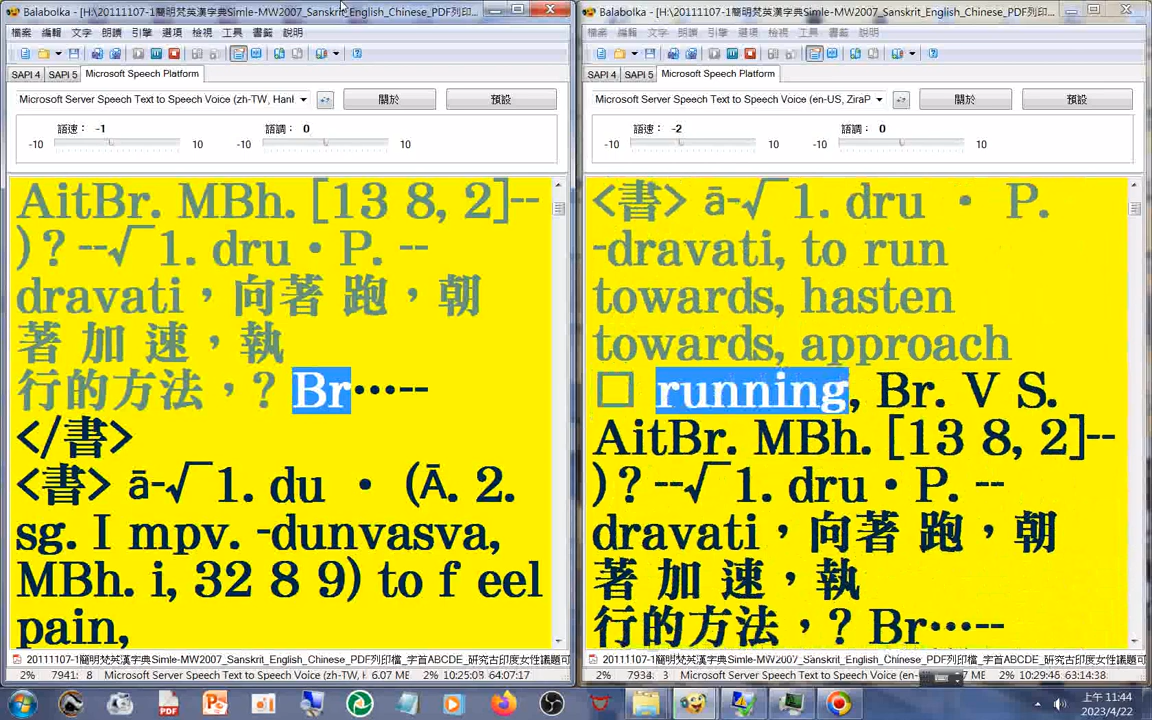 Balabolka - [H:\20111107-1簡明梵英漢字典Simle-MW2007_Sanskrit_English_Chinese_PDF列印...
檔案 編輯 文字 朗讀 引擎 選項 檢視 工具 書籤 說明
SAPI 4 SAPI 5 Microsoft Speech Platform
Microsoft Server Speech Text to Speech Voice (zh-TW, HanH 關於 預設
語速： -1 語調： 0
-10 10 -10 10
AitBr. MBh. [13 8, 2]--
)？--√ 1. dru • P. --
dravati，向著 跑，朝
著 加 速，執
行的方法，？ Br…--
</書>
<書> ā-√ 1. du • (Ā. 2.
sg. I mpv. -dunvasva,
MBh. i, 32 8 9) to f eel
pain,
20111107-1簡明梵英漢字典Simle-MW2007_Sanskrit_English_Chinese_PDF列印檔_字首ABCDE_研究古印度女性議題可
2% 7941: 8 Microsoft Server Speech Text to Speech Voice (zh-TW, H 6.07 ME 2% 10:25:03 64:07:17
Balabolka - [H:\20111107-1簡明梵英漢字典Simle-MW2007_Sanskrit_English_Chinese_PDF列印...
檔案 編輯 文字 朗讀 引擎 選項 檢視 工具 書籤 說明
SAPI 4 SAPI 5 Microsoft Speech Platform
Microsoft Server Speech Text to Speech Voice (en-US, ZiraP 關於 預設
語速： -2 語調： 0
-10 10 -10 10
<書> ā-√ 1. dru • P.
-dravati, to run
towards, hasten
towards, approach
□ running, Br. V S.
AitBr. MBh. [13 8, 2]--
)？--√ 1. dru • P. --
dravati，向著 跑，朝
著 加 速，執
行的方法，？ Br…--
20111107-1簡明梵英漢字典Simle-MW2007_Sanskrit_English_Chinese_PDF列印檔_字首ABCDE_研究古印度女性議題可
2% 7934: 3 Microsoft Server Speech Text to Speech Voice 2% 10:29:45 63:14:38
上午 11:44
2023/4/22